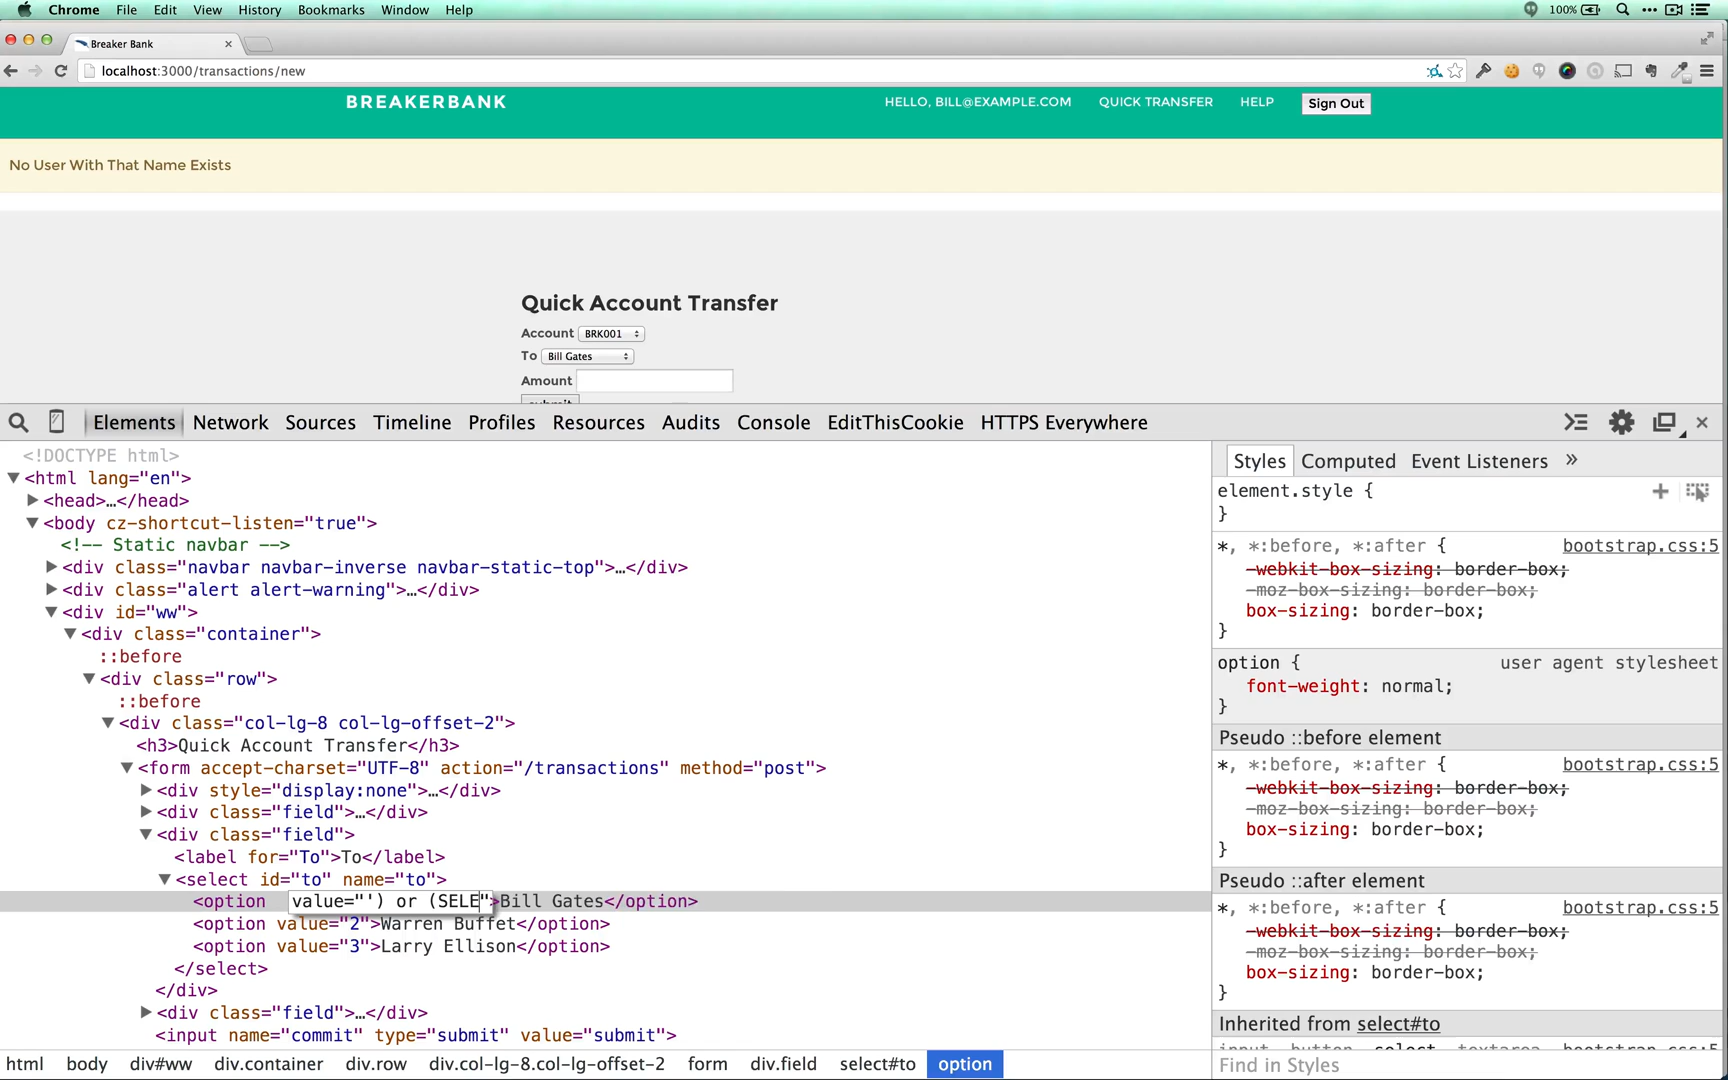 Chrome File Edit View History Bookmarks Window Help 100%
Breaker Bank
localhost:3000/transactions/new
BREAKERBANK HELLO, BILL@EXAMPLE.COM QUICK TRANSFER HELP Sign Out
No User With That Name Exists
Quick Account Transfer
Account BRK001
To Bill Gates
Amount
submit
Elements Network Sources Timeline Profiles Resources Audits Console EditThisCookie HTTPS Everywhere
<!DOCTYPE html>
<html lang="en">
<head>…</head>
<body cz-shortcut-listen="true">
<!-- Static navbar -->
<div class="navbar navbar-inverse navbar-static-top">…</div>
<div class="alert alert-warning">…</div>
<div id="ww">
<div class="container">
::before
<div class="row">
::before
<div class="col-lg-8 col-lg-offset-2">
<h3>Quick Account Transfer</h3>
<form accept-charset="UTF-8" action="/transactions" method="post">
<div style="display:none">…</div>
<div class="field">…</div>
<div class="field">
<label for="To">To</label>
<select id="to" name="to">
<option value="') or (SELE">Bill Gates</option>
<option value="2">Warren Buffet</option>
<option value="3">Larry Ellison</option>
</select>
</div>
<div class="field">…</div>
<input name="commit" type="submit" value="submit">
html body div#ww div.container div.row div.col-lg-8.col-lg-offset-2 form div.field select#to option
Styles Computed Event Listeners »
element.style {
}
*, *:before, *:after { bootstrap.css:5
-webkit-box-sizing: border-box;
-moz-box-sizing: border-box;
box-sizing: border-box;
}
option { user agent stylesheet
font-weight: normal;
}
Pseudo ::before element
*, *:before, *:after { bootstrap.css:5
-webkit-box-sizing: border-box;
-moz-box-sizing: border-box;
box-sizing: border-box;
}
Pseudo ::after element
*, *:before, *:after { bootstrap.css:5
-webkit-box-sizing: border-box;
-moz-box-sizing: border-box;
box-sizing: border-box;
}
Inherited from select#to
input, button, select, textarea bootstrap.css:5
Find in Styles